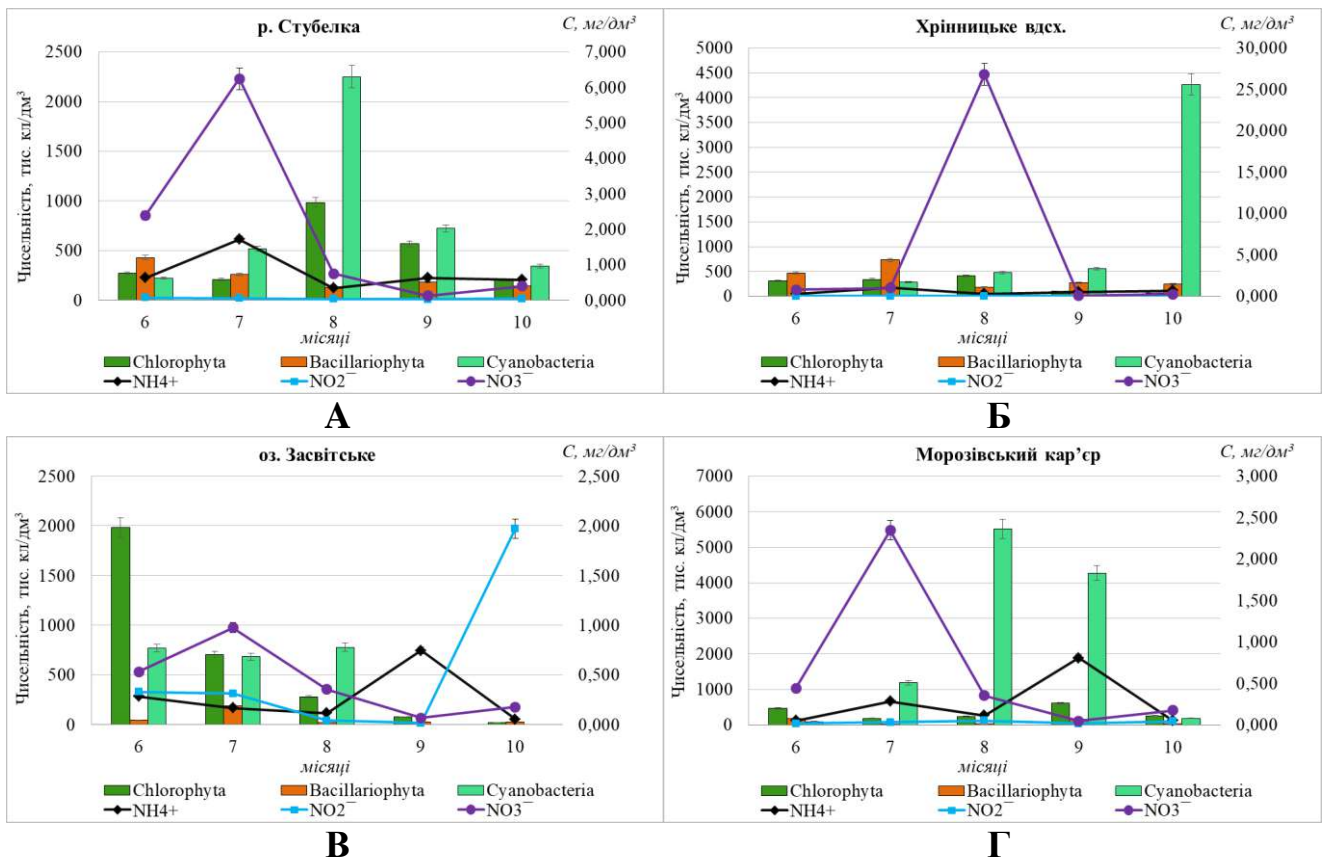 р. Стубелка
С, мг/дм³
Чисельність, тис. кл/дм³
2500
2000
1500
1000
500
0
7,000
6,000
5,000
4,000
3,000
2,000
1,000
0,000
6 7 8 9 10
місяці
Chlorophyta Bacillariophyta Cyanobacteria
NH4+ NO2¯ NO3¯
А
Хрінницьке вдсх.
С, мг/дм³
Чисельність, тис. кл/дм³
5000
4500
4000
3500
3000
2500
2000
1500
1000
500
0
30,000
25,000
20,000
15,000
10,000
5,000
0,000
6 7 8 9 10
місяці
Chlorophyta Bacillariophyta Cyanobacteria
NH4+ NO2¯ NO3¯
Б
оз. Засвітське
С, мг/дм³
Чисельність, тис. кл/дм³
2500
2000
1500
1000
500
0
2,500
2,000
1,500
1,000
0,500
0,000
6 7 8 9 10
місяці
Chlorophyta Bacillariophyta Cyanobacteria
NH4+ NO2¯ NO3¯
В
Морозівський кар’єр
С, мг/дм³
Чисельність, тис. кл/дм³
7000
6000
5000
4000
3000
2000
1000
0
3,000
2,500
2,000
1,500
1,000
0,500
0,000
6 7 8 9 10
місяці
Chlorophyta Bacillariophyta Cyanobacteria
NH4+ NO2¯ NO3¯
Г